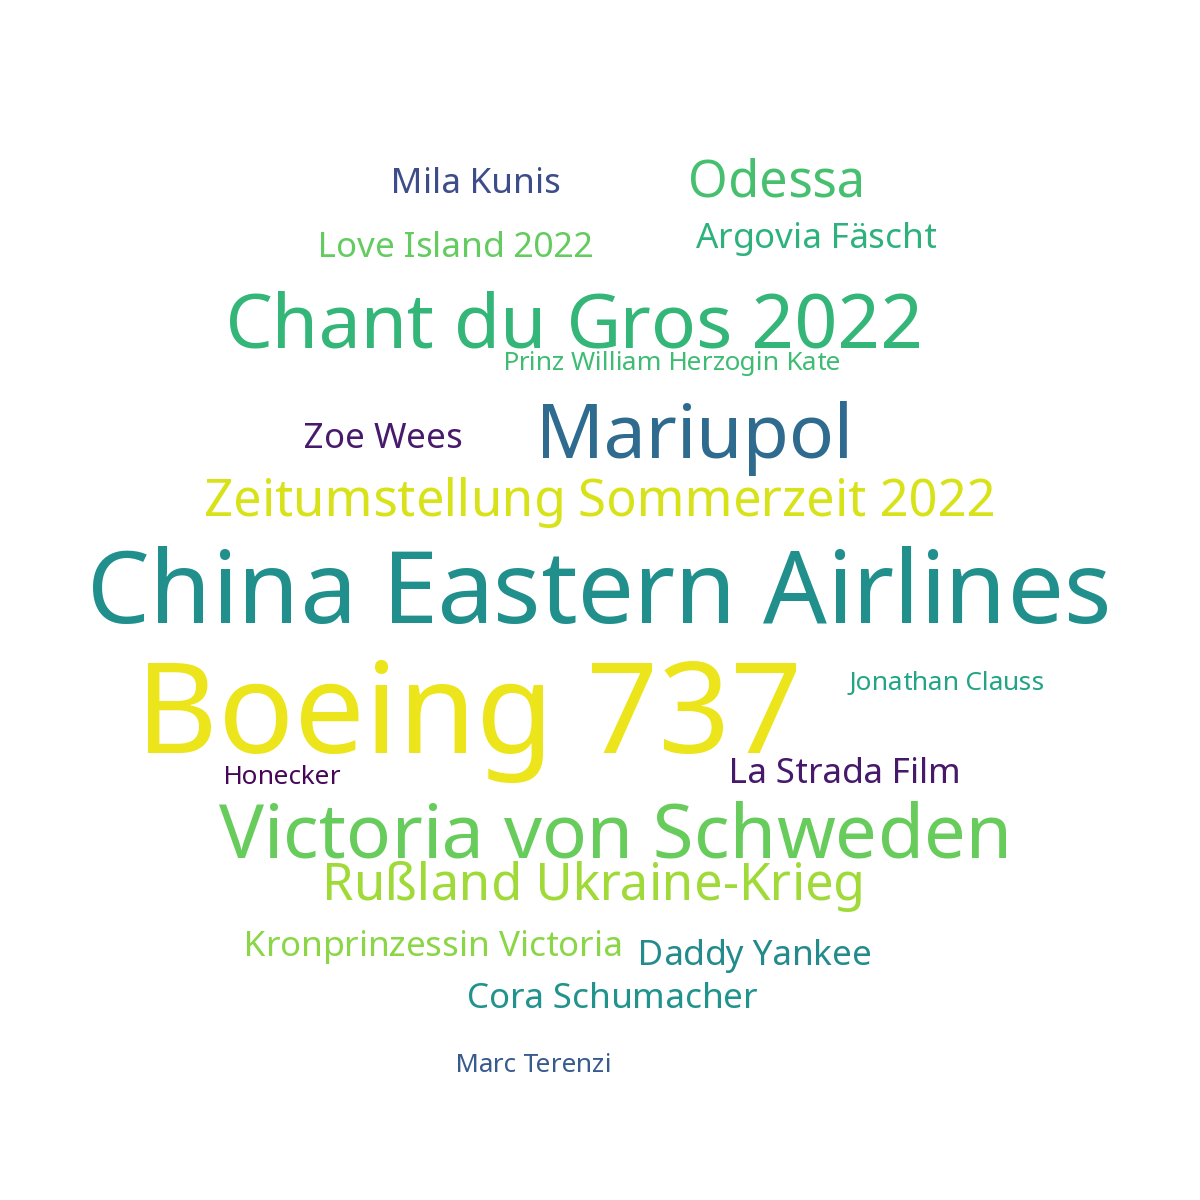 Mila Kunis
Odessa
Love Island 2022
Argovia Fäscht
Chant du Gros 2022
Prinz William Herzogin Kate
Zoe Wees
Mariupol
Zeitumstellung Sommerzeit 2022
China Eastern Airlines
Boeing 737
Jonathan Clauss
Honecker
La Strada Film
Victoria von Schweden
Rußland Ukraine-Krieg
Kronprinzessin Victoria
Daddy Yankee
Cora Schumacher
Marc Terenzi